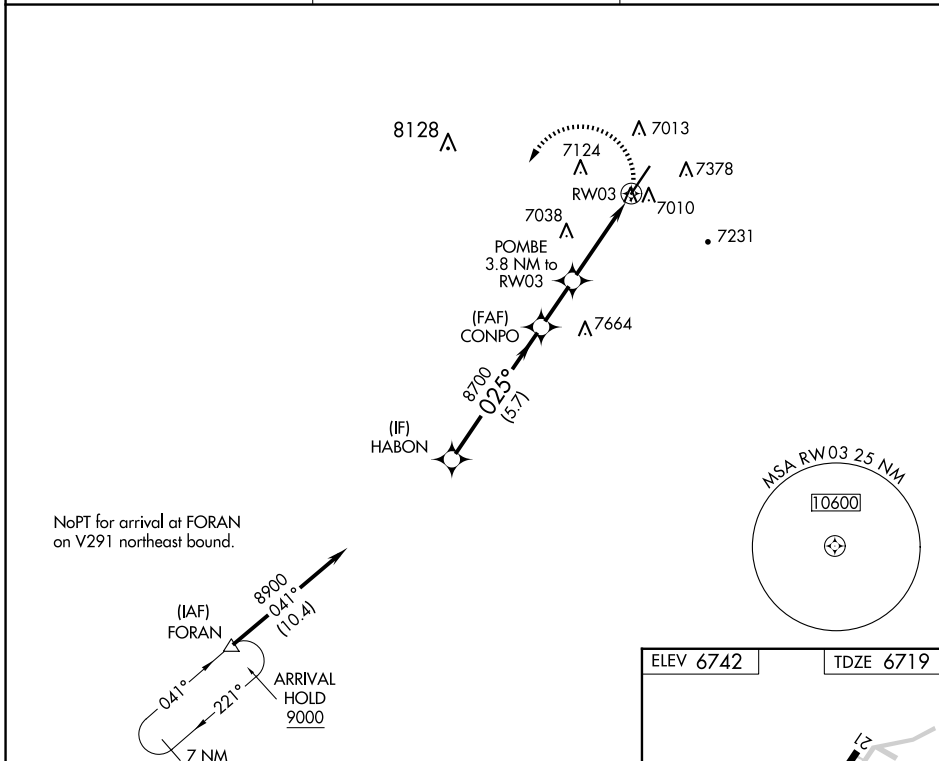 8128
7013
7124
7378
RW03
7010
7038
7231
POMBE
3.8 NM to
RW03
(FAF)
CONPO
7664
8700
025°
(5.7)
(IF)
HABON
MSA RW03 25 NM
10600
NoPT for arrival at FORAN
on V291 northeast bound.
8900
041°
(10.4)
(IAF)
FORAN
041°
221°
ARRIVAL
HOLD
9000
7 NM
ELEV 6742
TDZE 6719
21